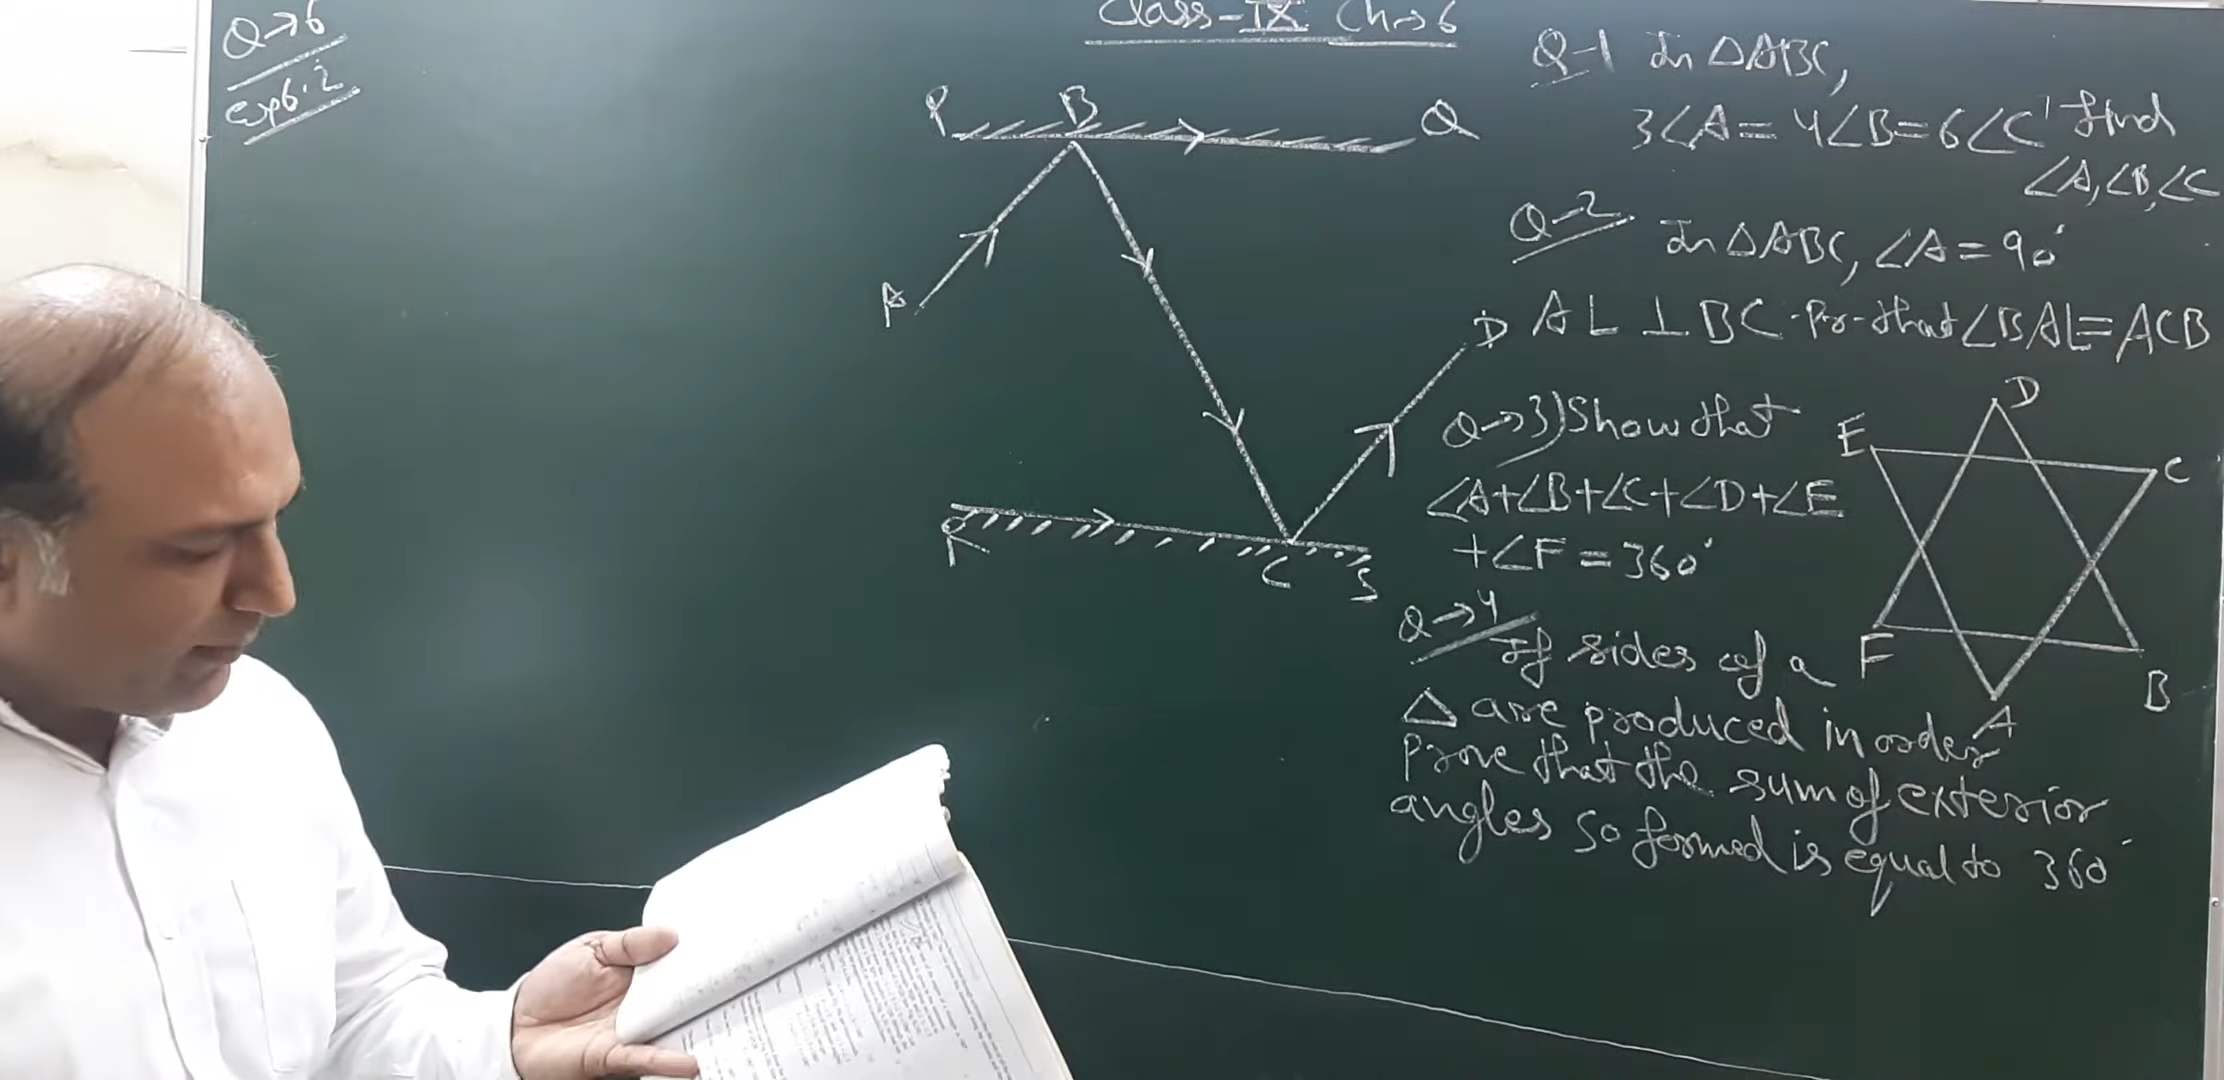 Q→6
Exp6.2
Class-IX Ch→6
P B Q
A
D
R
C S
Q-1 In △ABC,
3∠A=4∠B=6∠C find
∠A,∠B,∠C
Q-2 In △ABC, ∠A=90°
AL ⊥ BC. Pr. that ∠BAL=ACB
Q→3) Show that
∠A+∠B+∠C+∠D+∠E
+∠F=360°
D
E
C
F
B
A
Q→4
If sides of a
△ are produced in order
Prove that the sum of exterior
angles so formed is equal to 360°